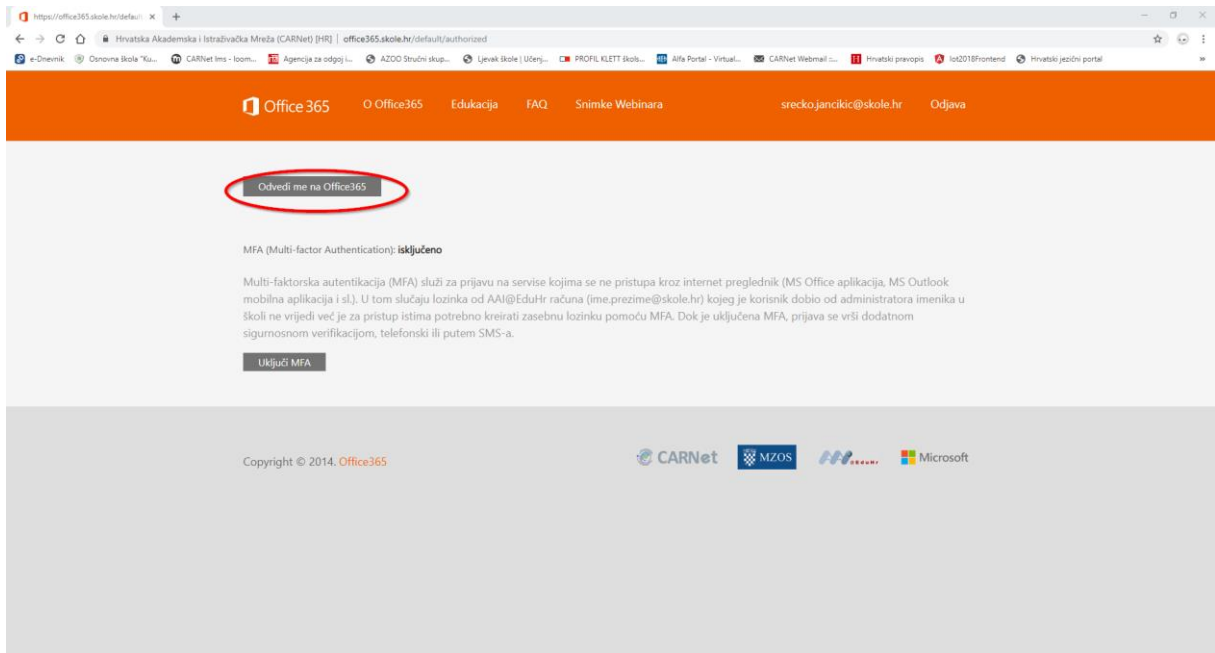 https://office365.skole.hr/defaul
Hrvatska Akademska i Istraživačka Mreža (CARNet) [HR] | office365.skole.hr/default/authorized
e-Dnevnik Osnovna škola "Ku... CARNet lms - loom... Agencija za odgoj i... AZOO Stručni skup... Ljevak škole | Učenj... PROFIL KLETT škols... Alfa Portal - Virtual... CARNet Webmail ::... Hrvatski pravopis Iot2018Frontend Hrvatski jezični portal »
Office 365 O Office365 Edukacija FAQ Snimke Webinara srecko.jancikic@skole.hr Odjava
Odvedi me na Office365
MFA (Multi-factor Authentication): isključeno
Multi-faktorska autentikacija (MFA) služi za prijavu na servise kojima se ne pristupa kroz internet preglednik (MS Office aplikacija, MS Outlook
mobilna aplikacija i sl.). U tom slučaju lozinka od AAI@EduHr računa (ime.prezime@skole.hr) kojeg je korisnik dobio od administratora imenika u
školi ne vrijedi već je za pristup istima potrebno kreirati zasebnu lozinku pomoću MFA. Dok je uključena MFA, prijava se vrši dodatnom
sigurnosnom verifikacijom, telefonski ili putem SMS-a.
Uključi MFA
Copyright © 2014. Office365 CARNet MZOS Microsoft